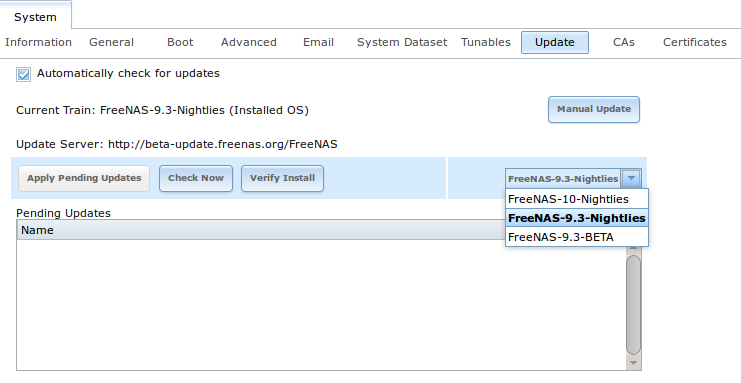 System
Information General Boot Advanced Email System Dataset Tunables Update CAs Certificates
Automatically check for updates
Current Train: FreeNAS-9.3-Nightlies (Installed OS)
Manual Update
Update Server: http://beta-update.freenas.org/FreeNAS
Apply Pending Updates Check Now Verify Install FreeNAS-9.3-Nightlies
FreeNAS-10-Nightlies
FreeNAS-9.3-Nightlies
FreeNAS-9.3-BETA
Pending Updates
Name